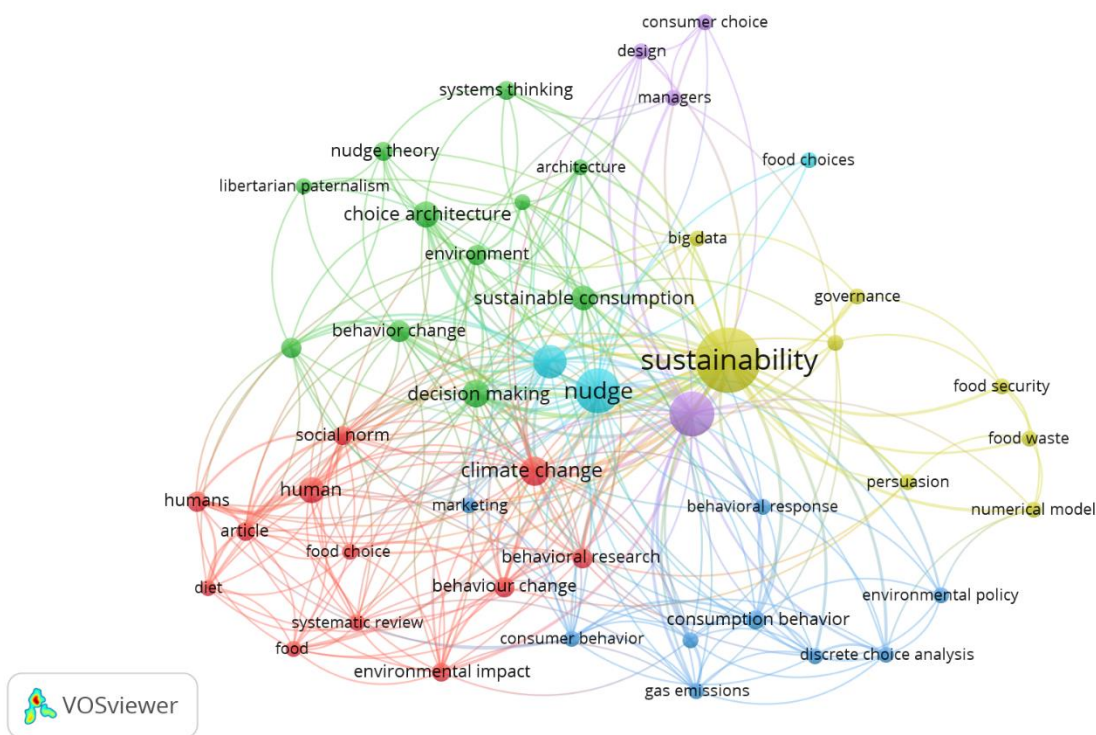 consumer choice
design
systems thinking
managers
nudge theory
architecture
food choices
libertarian paternalism
choice architecture
big data
environment
sustainable consumption
governance
behavior change
sustainability
decision making
nudge
food security
social norm
food waste
climate change
humans
human
persuasion
marketing
behavioral response
numerical model
article
food choice
behavioral research
diet
behaviour change
environmental policy
systematic review
consumption behavior
food
consumer behavior
discrete choice analysis
environmental impact
gas emissions
VOSviewer